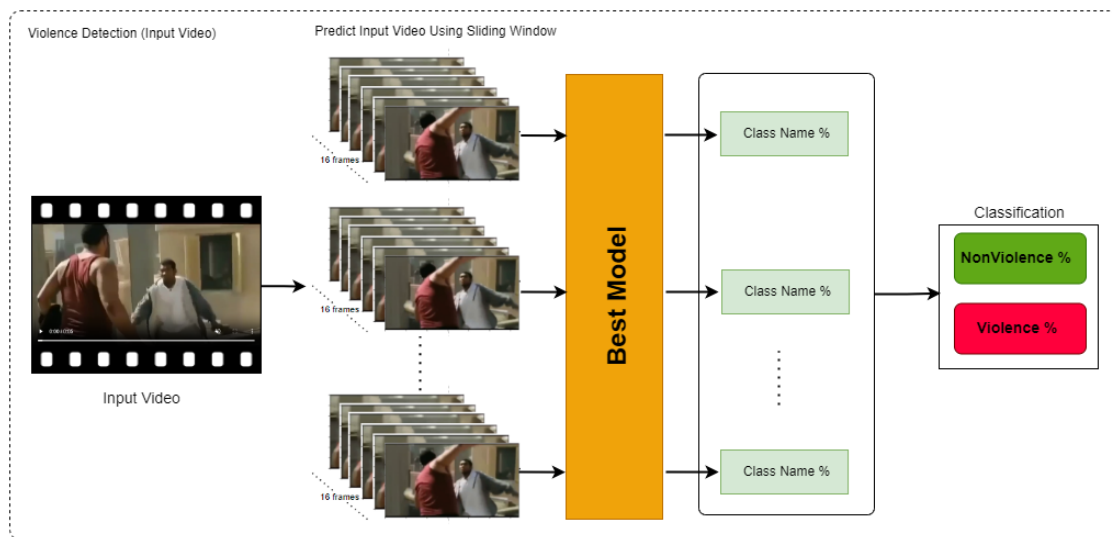 Violence Detection (Input Video)
Predict Input Video Using Sliding Window
16 frames
Class Name %
Input Video
16 frames
Best Model
Class Name %
Classification
NonViolence %
Violence %
16 frames
Class Name %